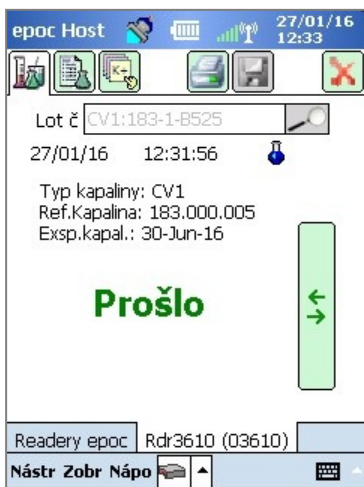 epoc Host 27/01/16
12:33
K+
Lot č CV1:183-1-B525
27/01/16 12:31:56
Typ kapaliny: CV1
Ref.Kapalina: 183.000.005
Exsp.kapal.: 30-Jun-16
Prošlo
Readery epoc Rdr3610 (03610)
Nástr Zobr Nápo